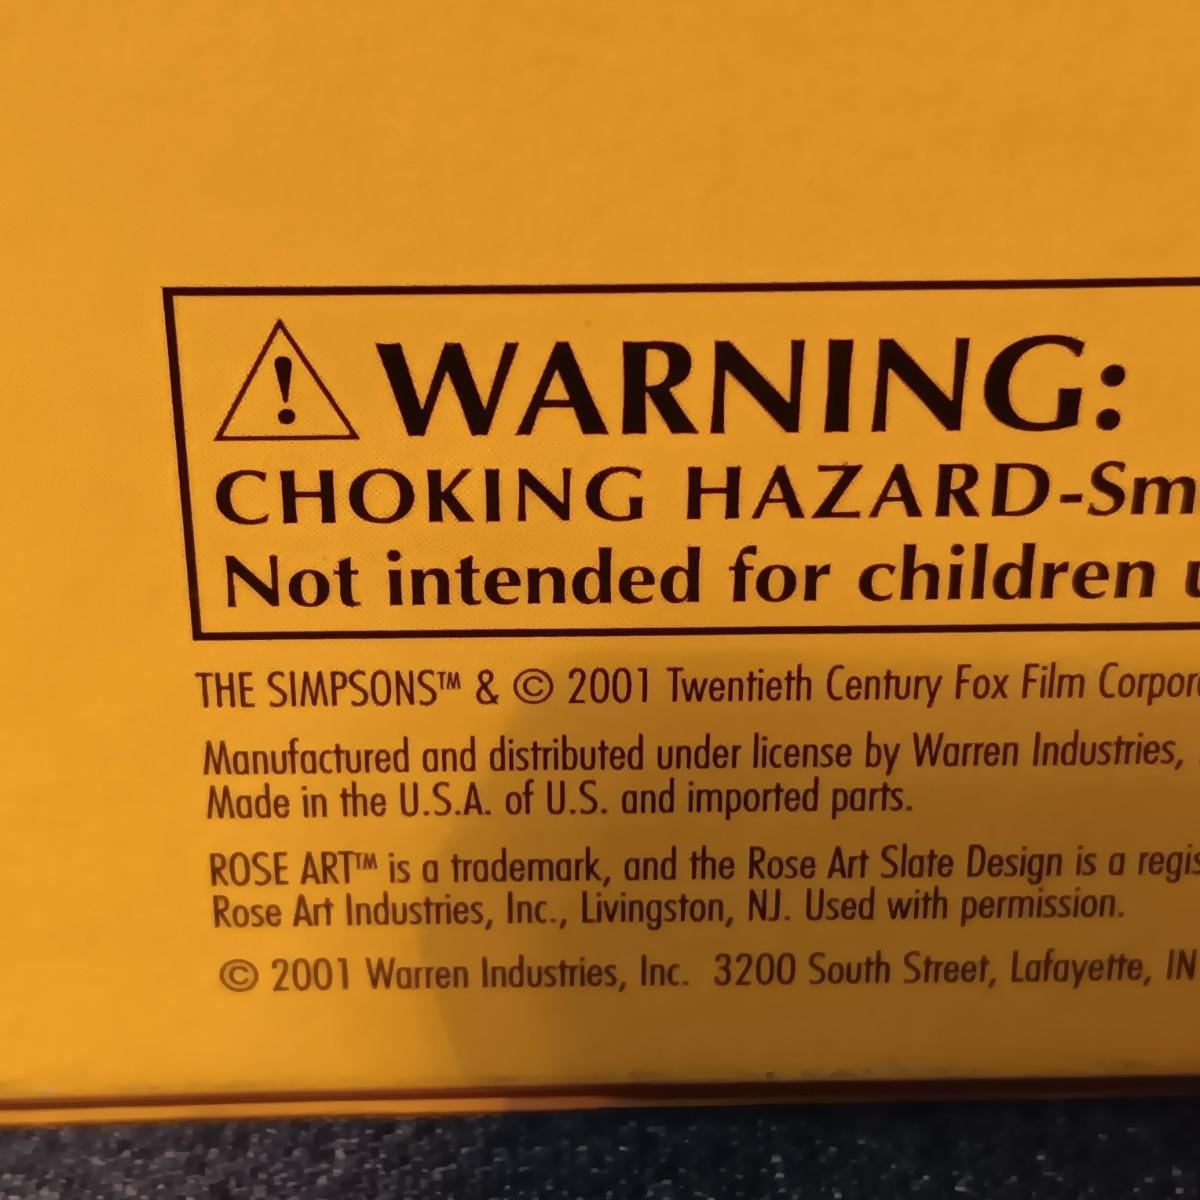 WARNING:
CHOKING HAZARD-Sm
Not intended for children u
THE SIMPSONS™ & © 2001 Twentieth Century Fox Film Corpor
Manufactured and distributed under license by Warren Industries,
Made in the U.S.A. of U.S. and imported parts.
ROSE ART™ is a trademark, and the Rose Art Slate Design is a regis
Rose Art Industries, Inc., Livingston, NJ. Used with permission.
© 2001 Warren Industries, Inc. 3200 South Street, Lafayette, IN